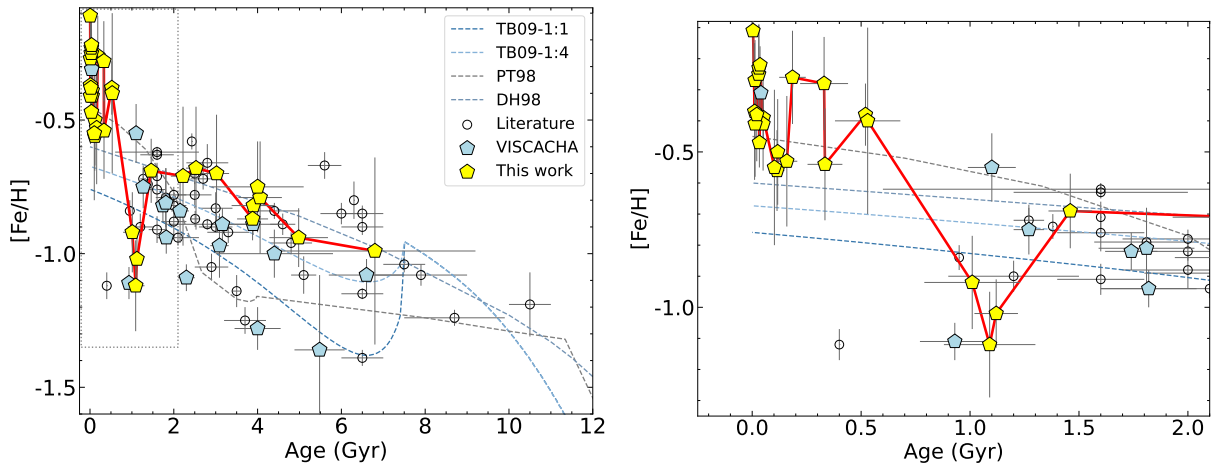 TB09-1:1
TB09-1:4
PT98
DH98
Literature
VISCACHA
This work
-0.5
-1.0
-1.5
[Fe/H]
0 2 4 6 8 10 12
Age (Gyr)
-0.5
-1.0
[Fe/H]
0.0 0.5 1.0 1.5 2.0
Age (Gyr)